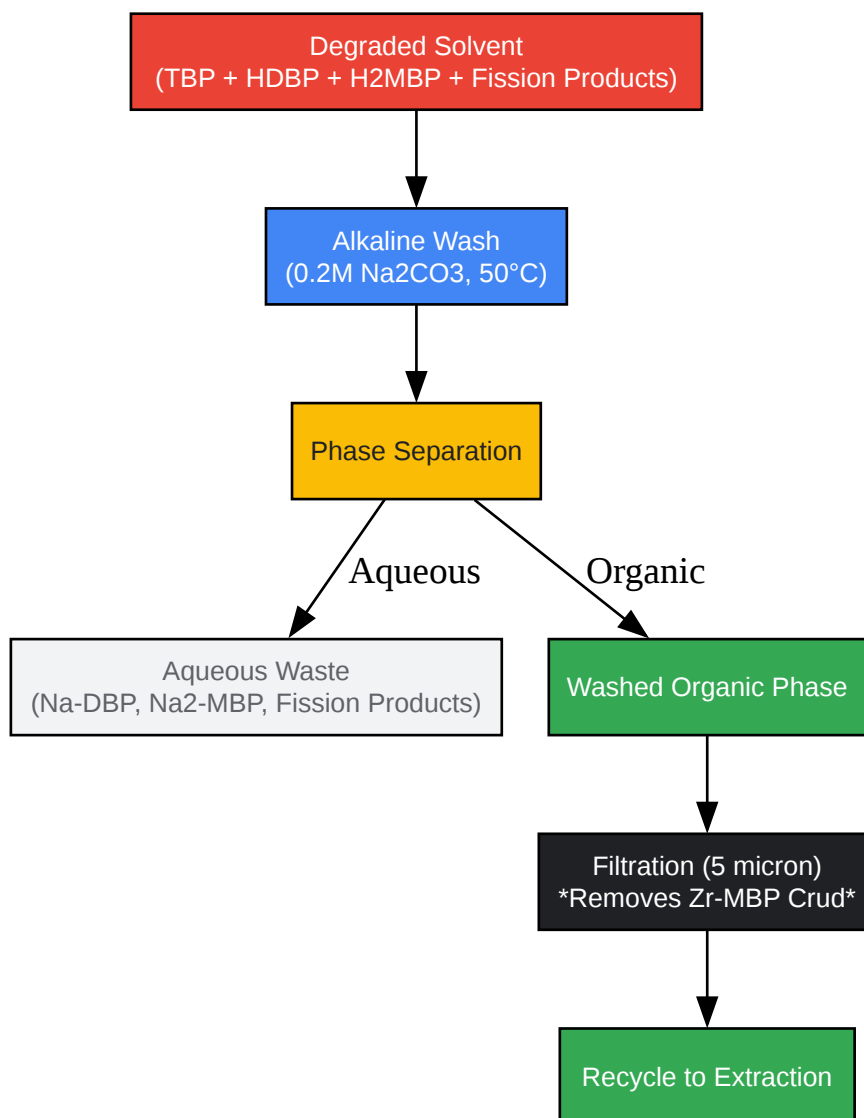 Degraded Solvent
(TBP + HDBP + H2MBP + Fission Products)
Alkaline Wash
(0.2M Na2CO3, 50°C)
Phase Separation
Aqueous
Organic
Aqueous Waste
(Na-DBP, Na2-MBP, Fission Products)
Washed Organic Phase
Filtration (5 micron)
*Removes Zr-MBP Crud*
Recycle to Extraction